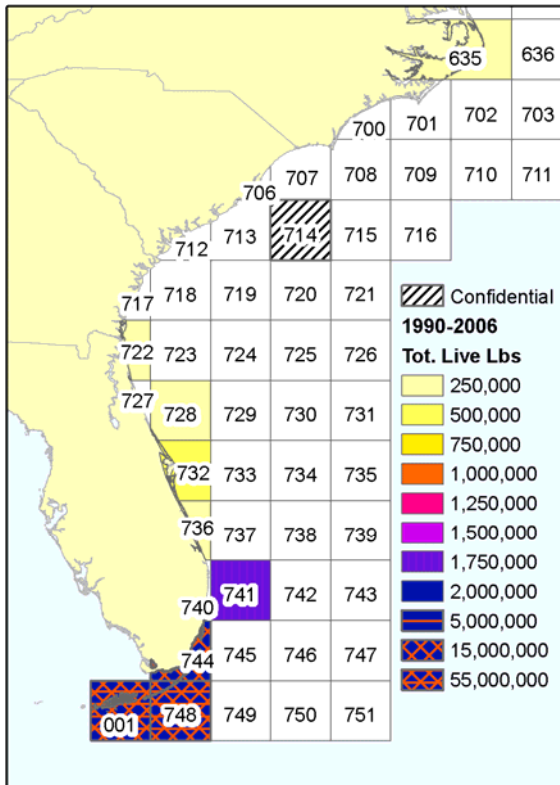 635 636
700 701 702 703
706 707 708 709 710 711
712 713 714 715 716
717 718 719 720 721
722 723 724 725 726
727 728 729 730 731
732 733 734 735
736 737 738 739
740 741 742 743
744 745 746 747
001 748 749 750 751
Confidential
1990-2006
Tot. Live Lbs
250,000
500,000
750,000
1,000,000
1,250,000
1,500,000
1,750,000
2,000,000
5,000,000
15,000,000
55,000,000